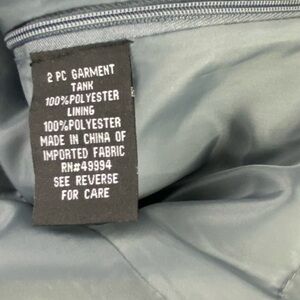 2 PC GARMENT
TANK
100%POLYESTER
LINING
100%POLYESTER
MADE IN CHINA OF
IMPORTED FABRIC
RN#49994
SEE REVERSE
FOR CARE